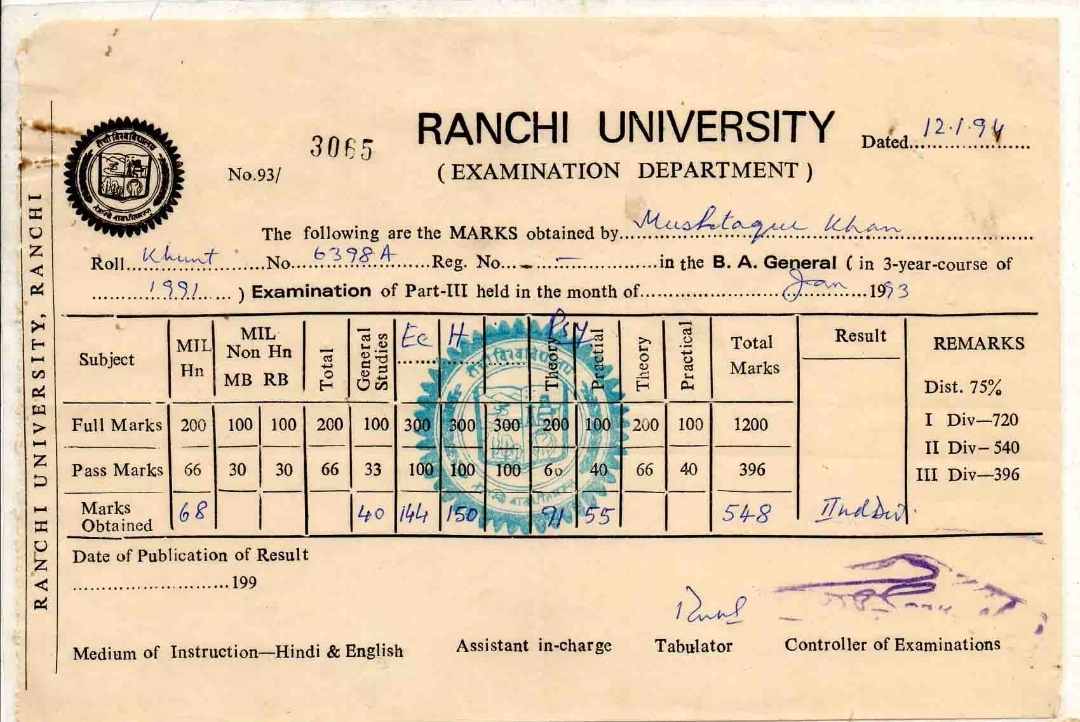 RANCHI UNIVERSITY
Dated 12.1.94
No.93/ 3065
( EXAMINATION DEPARTMENT )
The following are the MARKS obtained by Mushtaque Khan
Roll Khunt No. 6398A Reg. No. – in the B. A. General ( in 3-year-course of
1991 ) Examination of Part-III held in the month of Jan 1993
Subject MIL Hn MIL Non Hn MB RB Total General Studies Ec H Psy Theory Practial Theory Practical Total Marks Result REMARKS
Full Marks 200 100 100 200 100 300 300 300 200 100 200 100 1200
Pass Marks 66 30 30 66 33 100 100 100 60 40 66 40 396
Marks Obtained 68 40 144 150 91 55 548 IInd Div.
Dist. 75%
I Div—720
II Div–540
III Div—396
Date of Publication of Result
199
Medium of Instruction—Hindi & English
Assistant in-charge
Tabulator
Controller of Examinations
RANCHI UNIVERSITY, RANCHI
राँची विश्वविद्यालय